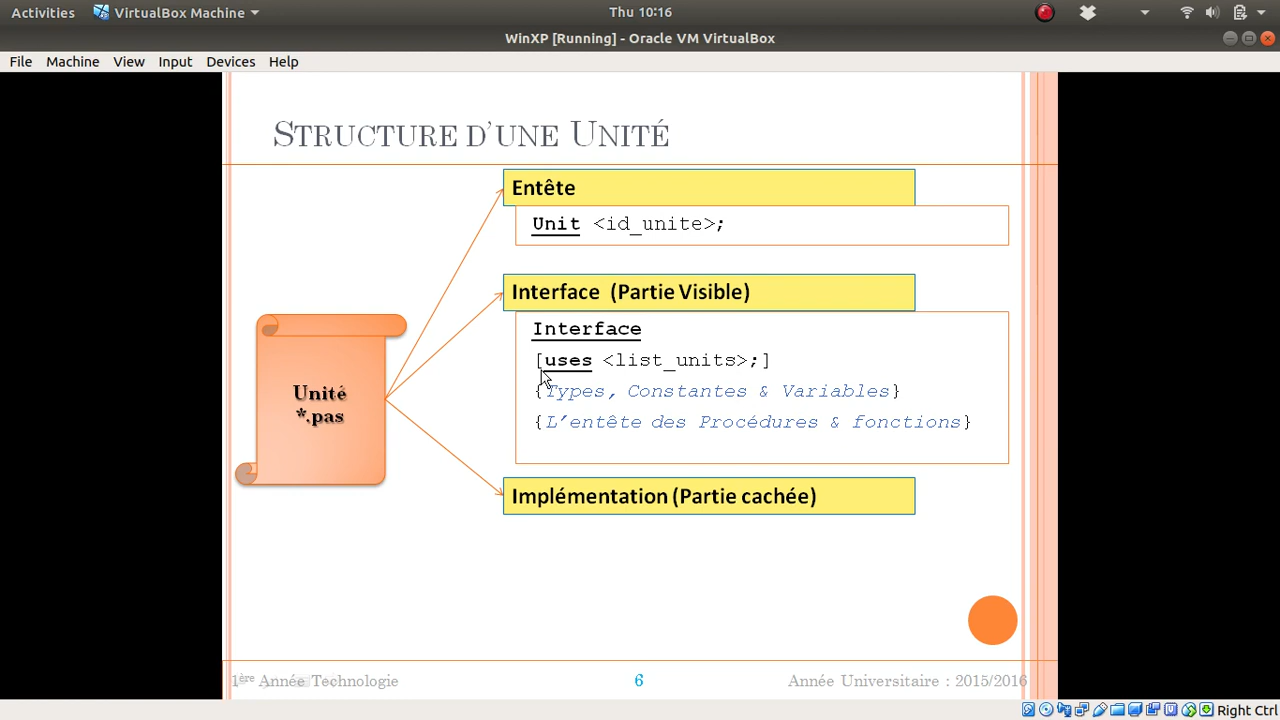 Activities VirtualBox Machine Thu 10:16
WinXP [Running] - Oracle VM VirtualBox
File Machine View Input Devices Help
STRUCTURE D'UNE UNITÉ
Entête
Unit <id_unite>;
Interface (Partie Visible)
Interface
[uses <list_units>;]
{Types, Constantes & Variables}
{L'entête des Procédures & fonctions}
Unité
*.pas
Implémentation (Partie cachée)
1ère Année Technologie 6 Année Universitaire : 2015/2016
Right Ctrl